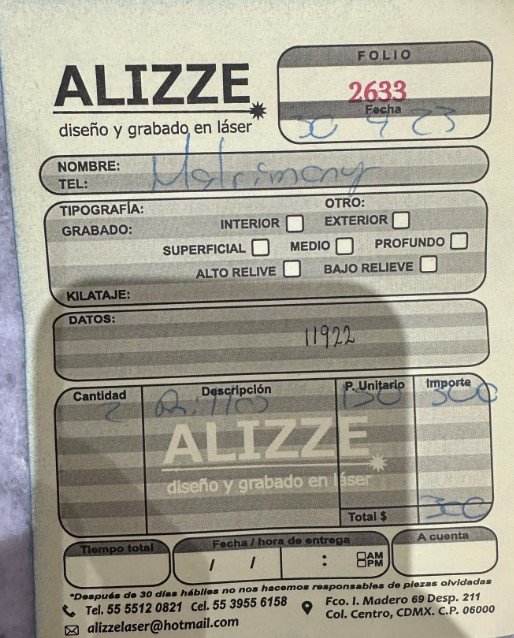 FOLIO
ALIZZE
diseño y grabado en láser
2633
Fecha
30 9 23
NOMBRE: Matrimony
TEL:
TIPOGRAFÍA: OTRO:
GRABADO: INTERIOR EXTERIOR
SUPERFICIAL MEDIO PROFUNDO
ALTO RELIVE BAJO RELIEVE
KILATAJE:
DATOS:
11922
Cantidad Descripción P. Unitario Importe
2 150 300
ALIZZE
diseño y grabado en láser
Total $ 300
Tiempo total Fecha / hora de entrega A cuenta
/ / : AM
PM
*Después de 30 días hábiles no nos hacemos responsables de piezas olvidadas
Tel. 55 5512 0821 Cel. 55 3955 6158
alizzelaser@hotmail.com
Fco. I. Madero 69 Desp. 211
Col. Centro, CDMX. C.P. 06000